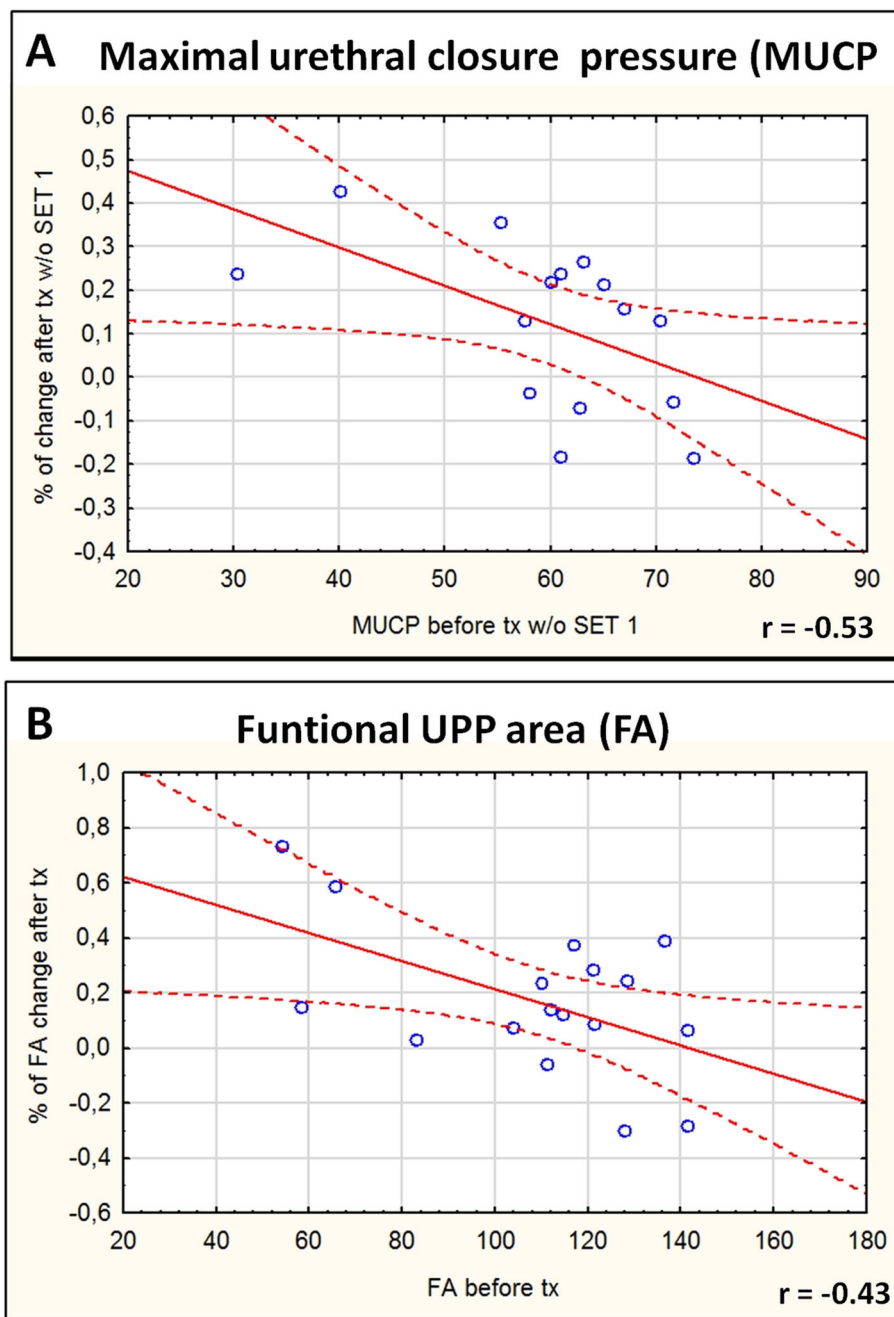 A Maximal urethral closure pressure (MUCP
0,6
0,5
0,4
0,3
0,2
0,1
0,0
-0,1
-0,2
-0,3
-0,4
% of change after tx w/o SET 1
20 30 40 50 60 70 80 90
MUCP before tx w/o SET 1
r = -0.53
B Funtional UPP area (FA)
1,0
0,8
0,6
0,4
0,2
0,0
-0,2
-0,4
-0,6
% of FA change after tx
20 40 60 80 100 120 140 160 180
FA before tx
r = -0.43